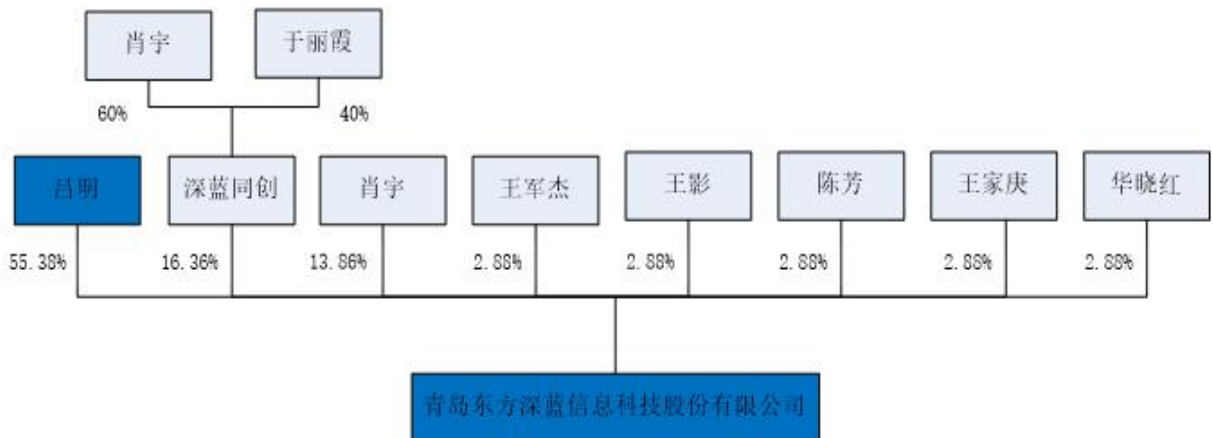 肖宇
于丽霞
60%
40%
吕明
深蓝同创
肖宇
王军杰
王影
陈芳
王家庚
华晓红
55.38%
16.36%
13.86%
2.88%
2.88%
2.88%
2.88%
2.88%
青岛东方深蓝信息科技股份有限公司